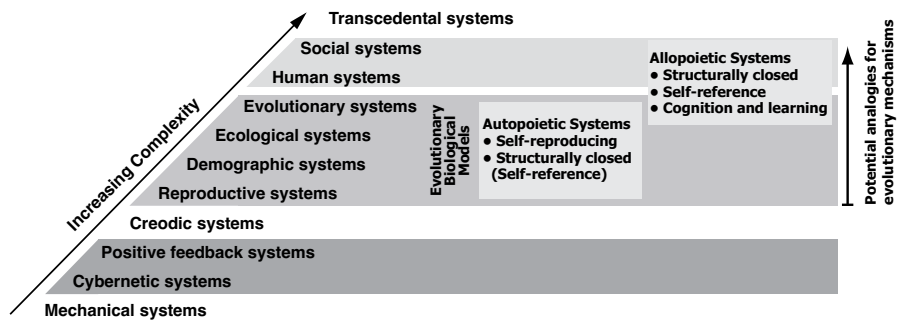 Transcedental systems
Social systems
Human systems
Evolutionary systems
Ecological systems
Demographic systems
Reproductive systems
Creodic systems
Positive feedback systems
Cybernetic systems
Mechanical systems
Increasing Complexity
Evolutionary
Biological
Models
Autopoietic Systems
• Self-reproducing
• Structurally closed
(Self-reference)
Allopoietic Systems
• Structurally closed
• Self-reference
• Cognition and learning
Potential analogies for
evolutionary mechanisms